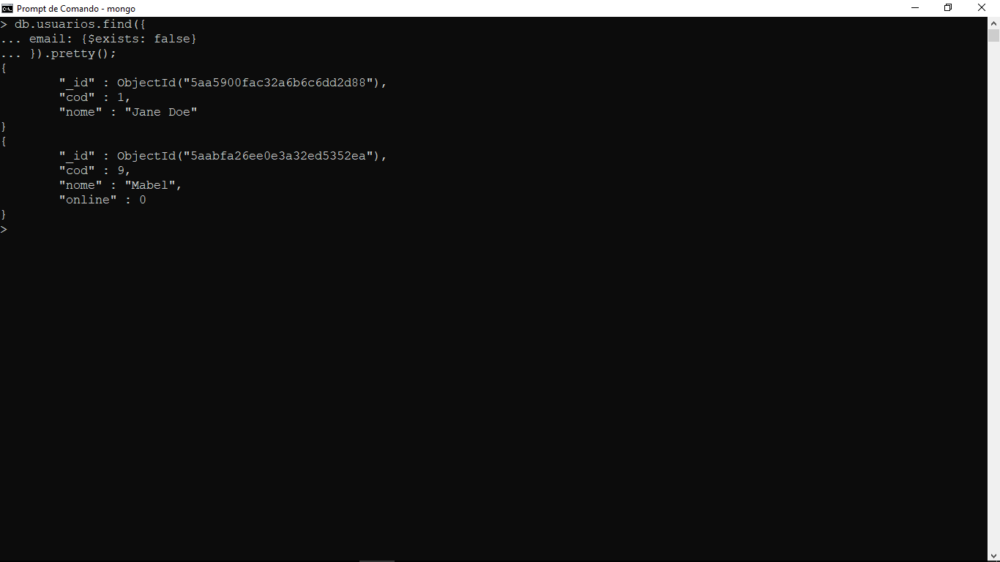 Prompt de Comando - mongo
> db.usuarios.find({
... email: {$exists: false}
... }).pretty();
{
        "_id" : ObjectId("5aa5900fac32a6b6c6dd2d88"),
        "cod" : 1,
        "nome" : "Jane Doe"
}
{
        "_id" : ObjectId("5aabfa26ee0e3a32ed5352ea"),
        "cod" : 9,
        "nome" : "Mabel",
        "online" : 0
}
>